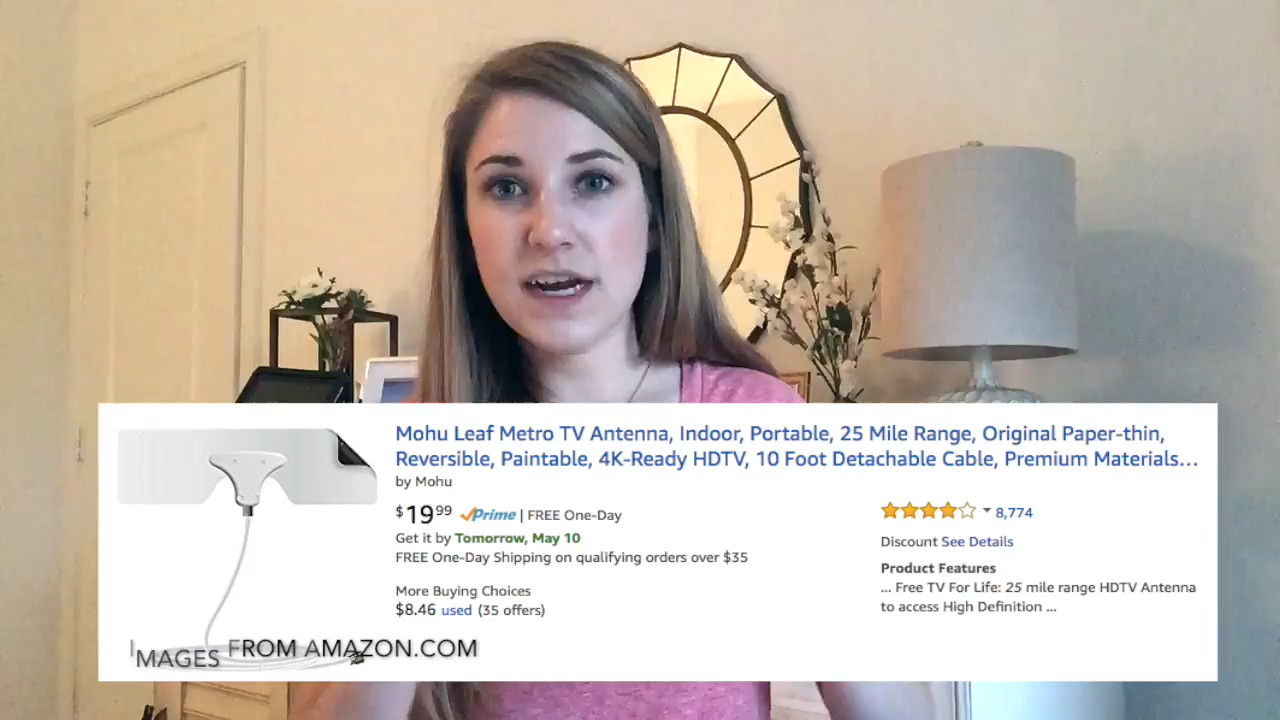 Mohu Leaf Metro TV Antenna, Indoor, Portable, 25 Mile Range, Original Paper-thin,
Reversible, Paintable, 4K-Ready HDTV, 10 Foot Detachable Cable, Premium Materials...
by Mohu
$19 99 Prime | FREE One-Day
Get it by Tomorrow, May 10
FREE One-Day Shipping on qualifying orders over $35
More Buying Choices
$8.46 used (35 offers)
8,774
Discount See Details
Product Features
... Free TV For Life: 25 mile range HDTV Antenna
to access High Definition ...
IMAGES FROM AMAZON.COM